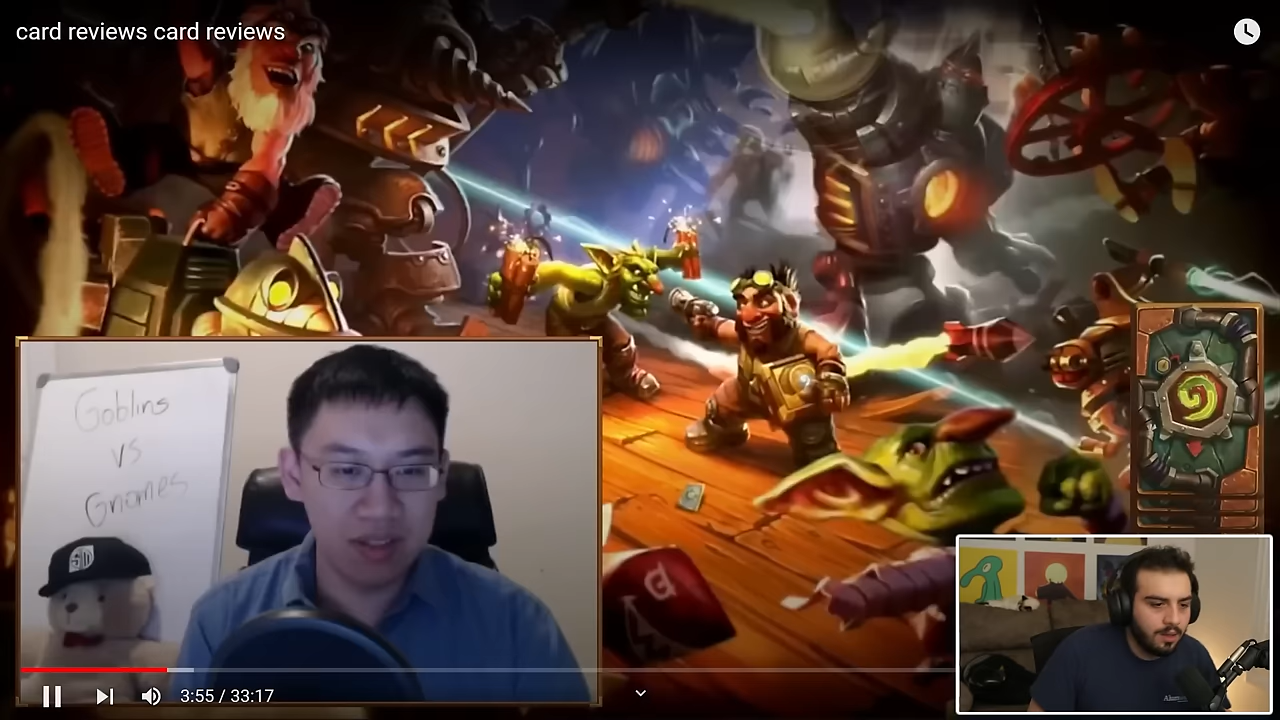 card reviews card reviews
Goblins
vs
Gnomes
3:55 / 33:17